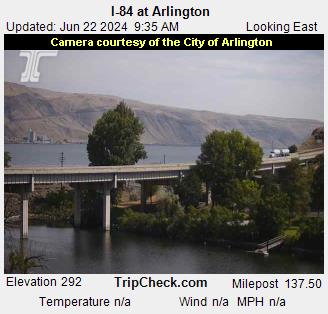 I-84 at Arlington
Updated: Jun 22 2024 9:35 AM Looking East
Camera courtesy of the City of Arlington
Elevation 292 TripCheck.com Milepost 137.50
Temperature n/a Wind n/a MPH n/a